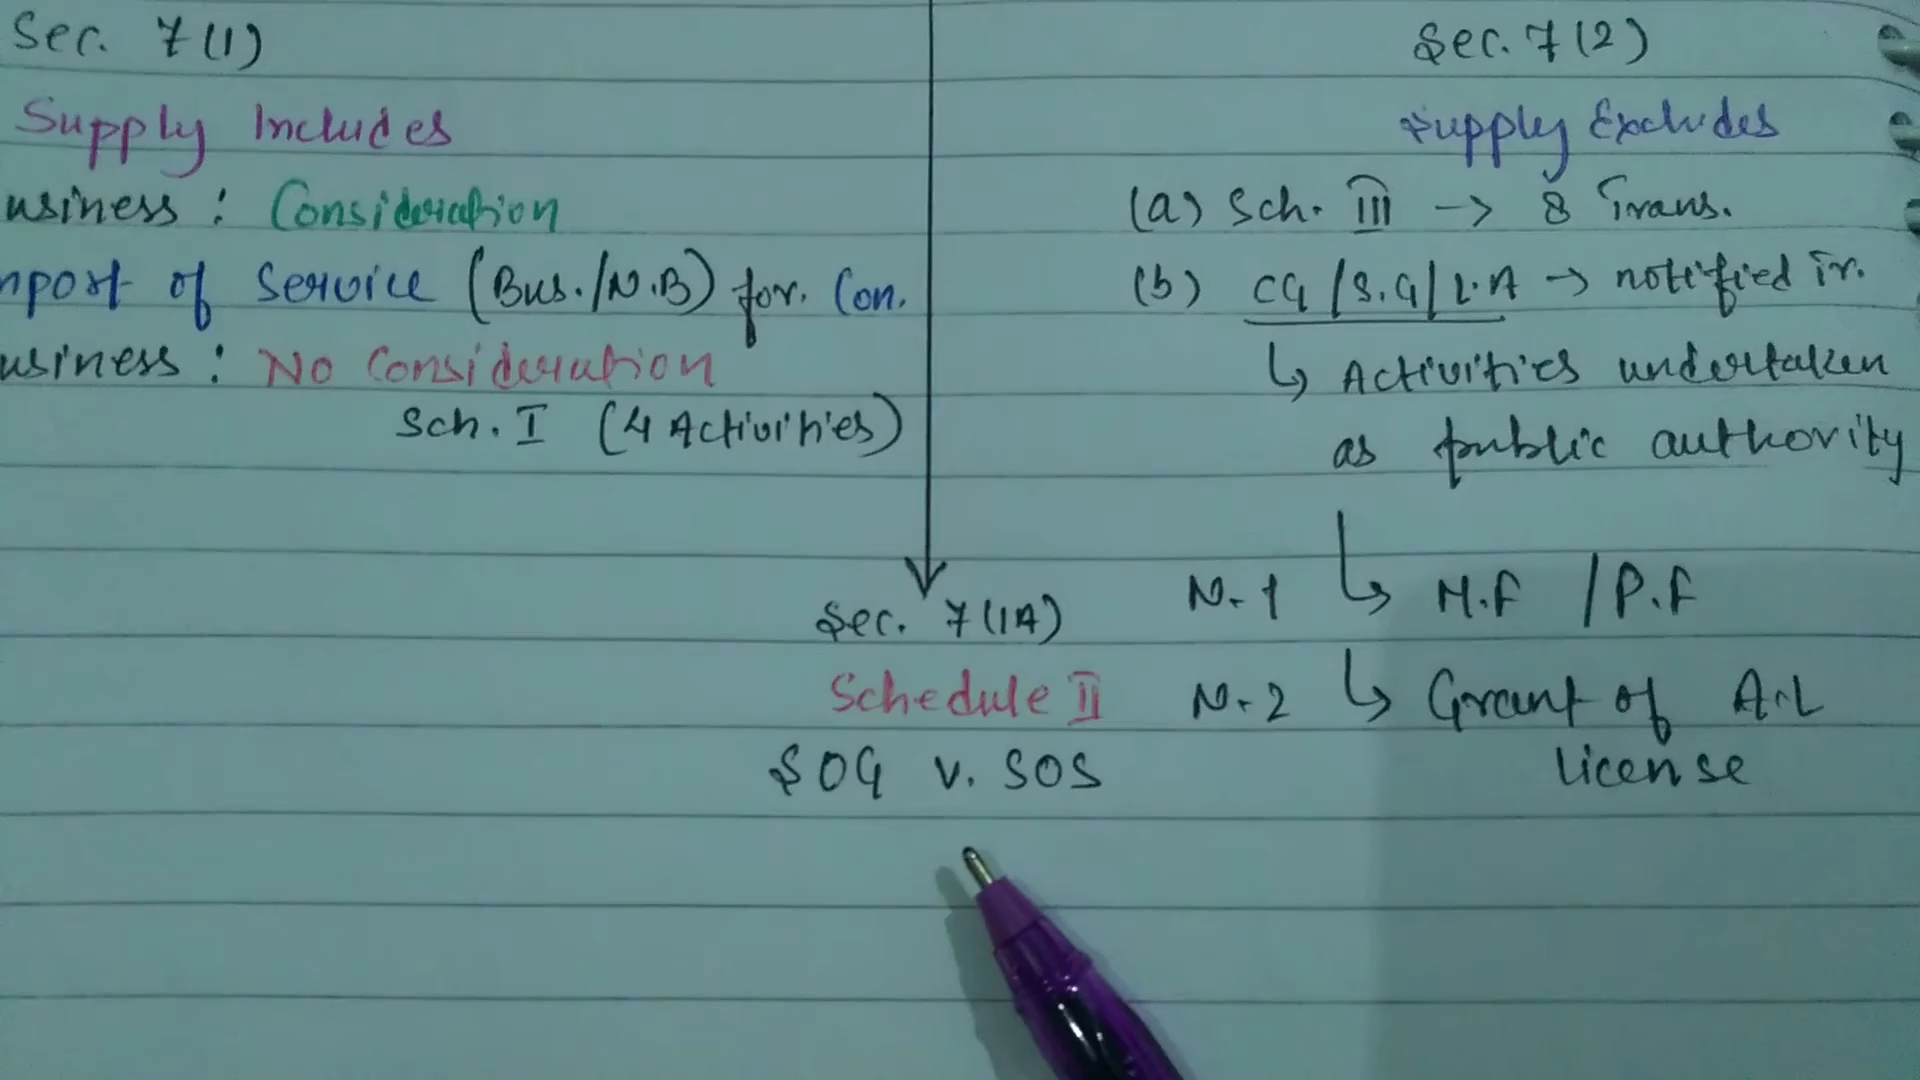 Sec. 7(1)
Supply Includes
usiness : Consideration
mport of Service (Bus./N.B) for. Con.
usiness : No Consideration
Sch. I (4 Activities)
Sec. 7(1A)
Schedule II
SOG v. SOS
Sec. 7(2)
Supply Excludes
(a) Sch. III -> 8 Trans.
(b) CG/S.G/L.A -> notified ir.
↳ Activities undertaken
as public authority
N.1 ↳ M.F / P.F
N.2 ↳ Grant of A.L
license